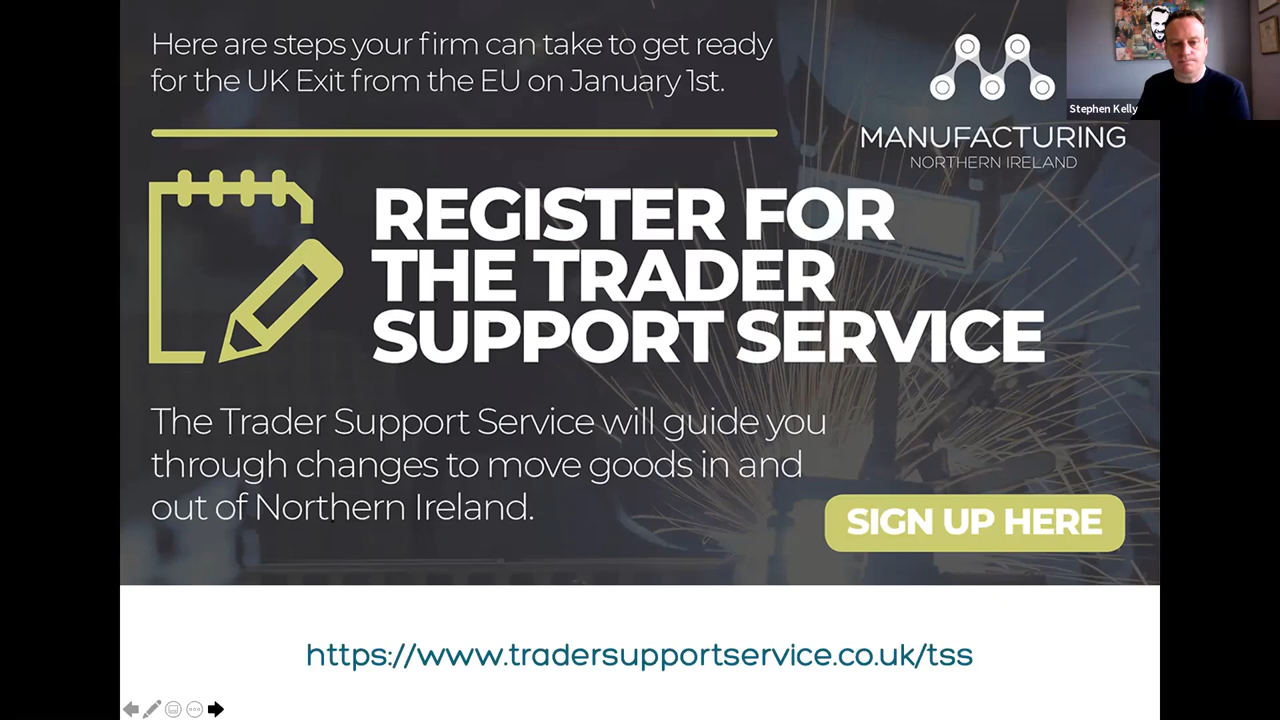 Here are steps your firm can take to get ready
for the UK Exit from the EU on January 1st.
MANUFACTURING
NORTHERN IRELAND
Stephen Kelly
REGISTER FOR
THE TRADER
SUPPORT SERVICE
The Trader Support Service will guide you
through changes to move goods in and
out of Northern Ireland.
SIGN UP HERE
https://www.tradersupportservice.co.uk/tss